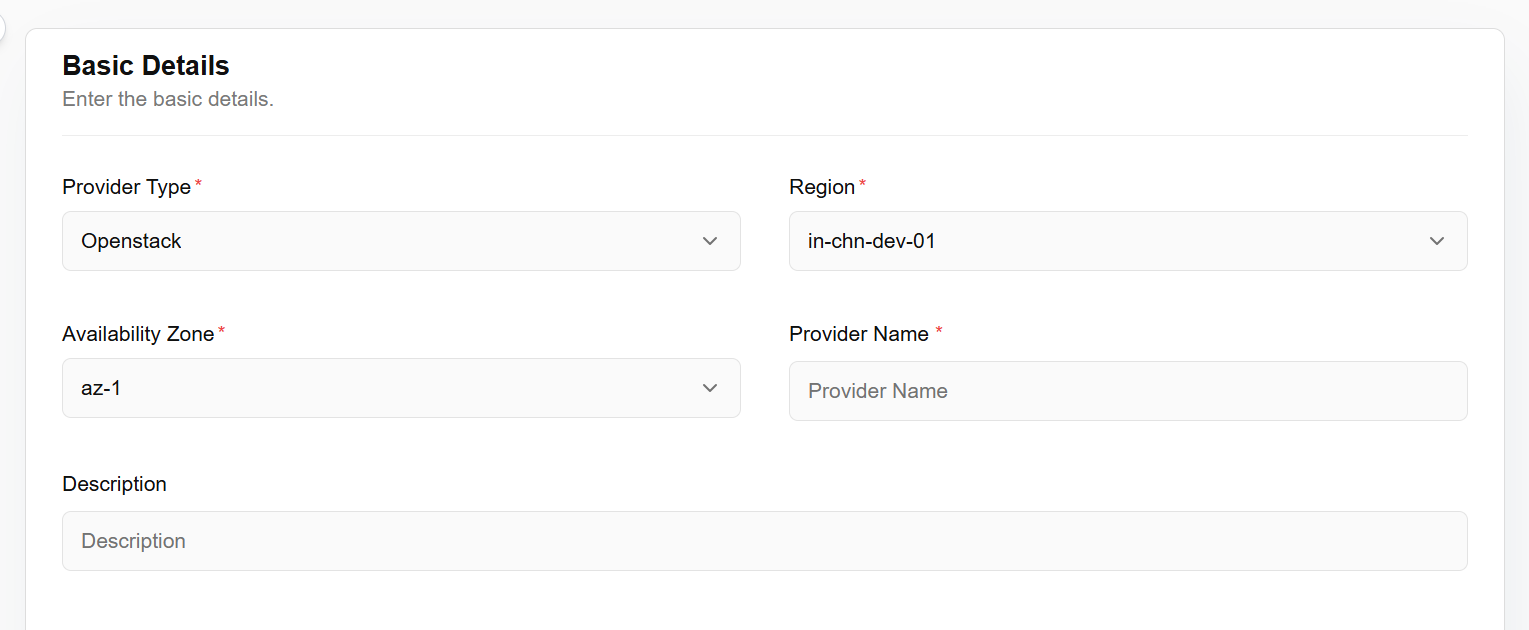 Basic Details
Enter the basic details.
Provider Type *
Region *
Openstack
in-chn-dev-01
Availability Zone *
Provider Name *
az-1
Provider Name
Description
Description